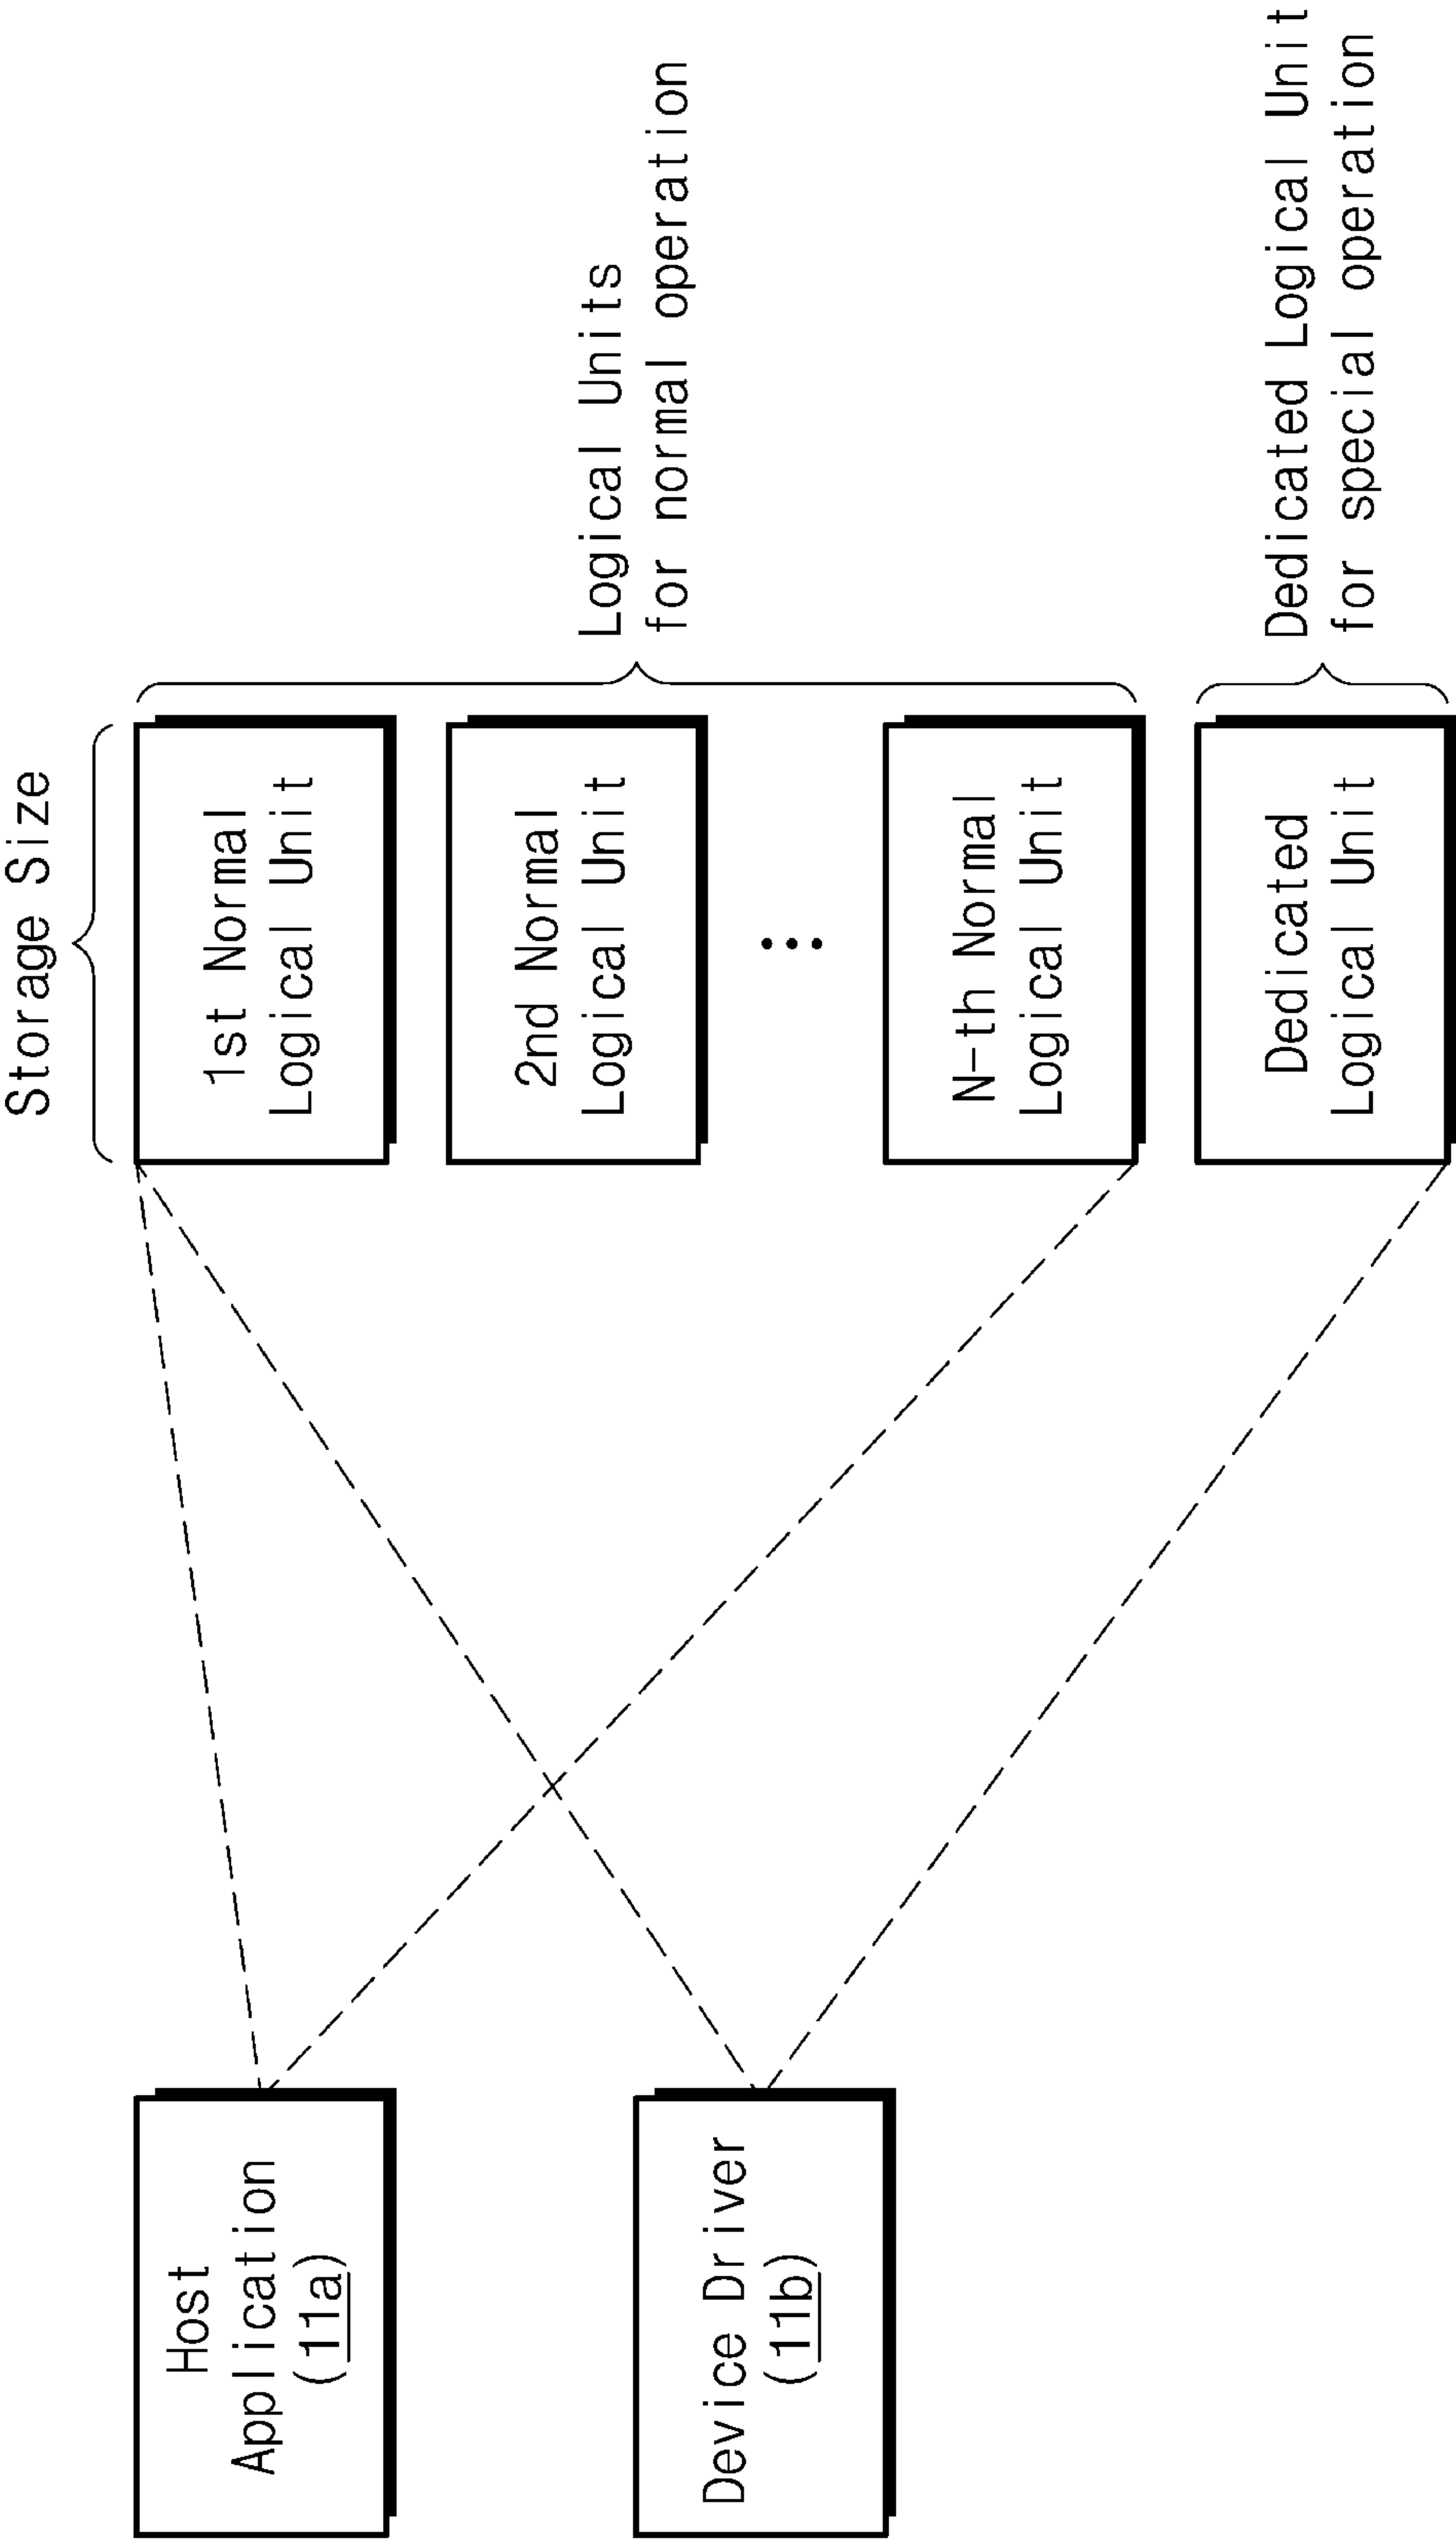 Storage Size
Host
Application
(11a)
1st Normal
Logical Unit
2nd Normal
Logical Unit
Logical Units
for normal operation
Device Driver
(11b)
•••
N-th Normal
Logical Unit
Dedicated
Logical Unit
Dedicated Logical Unit
for special operation